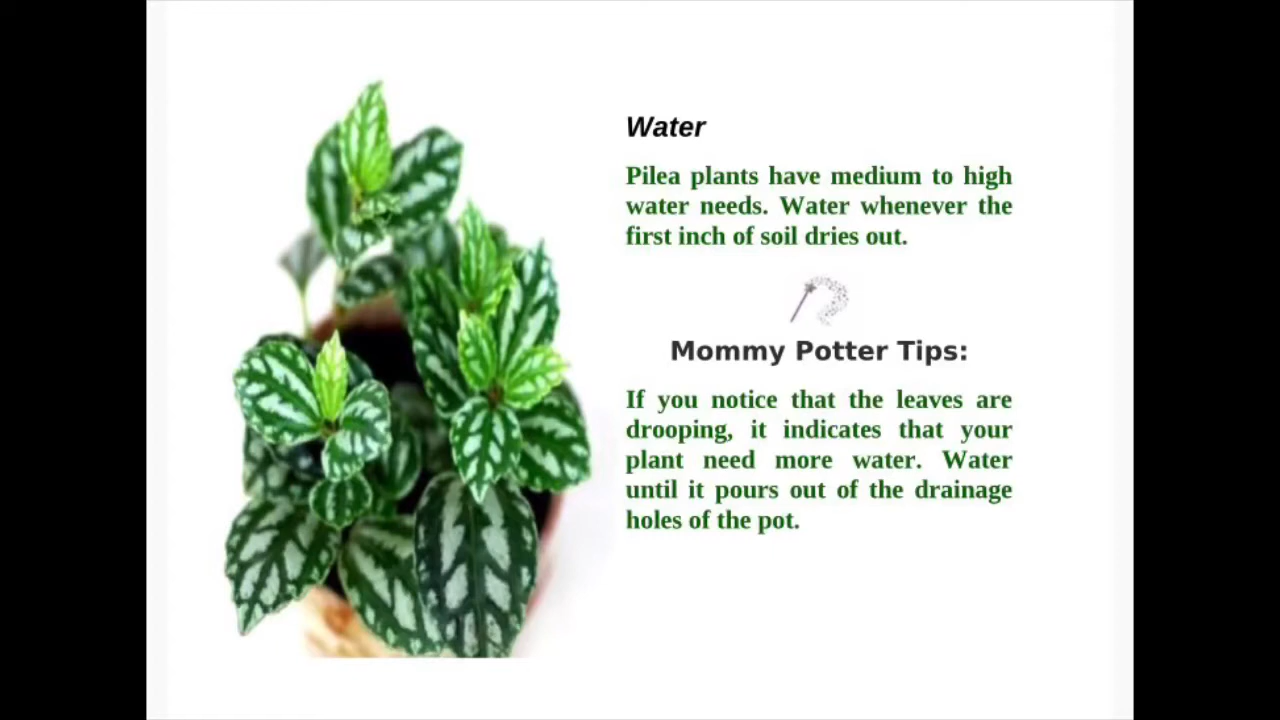 Water
Pilea plants have medium to high
water needs. Water whenever the
first inch of soil dries out.
Mommy Potter Tips:
If you notice that the leaves are
drooping, it indicates that your
plant need more water. Water
until it pours out of the drainage
holes of the pot.